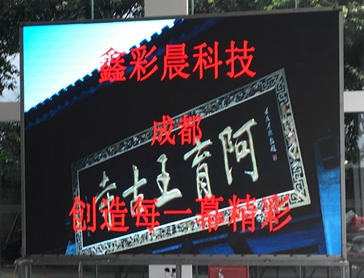 鑫彩晨科技
成都
阿育王古寺
创造每一幕精彩